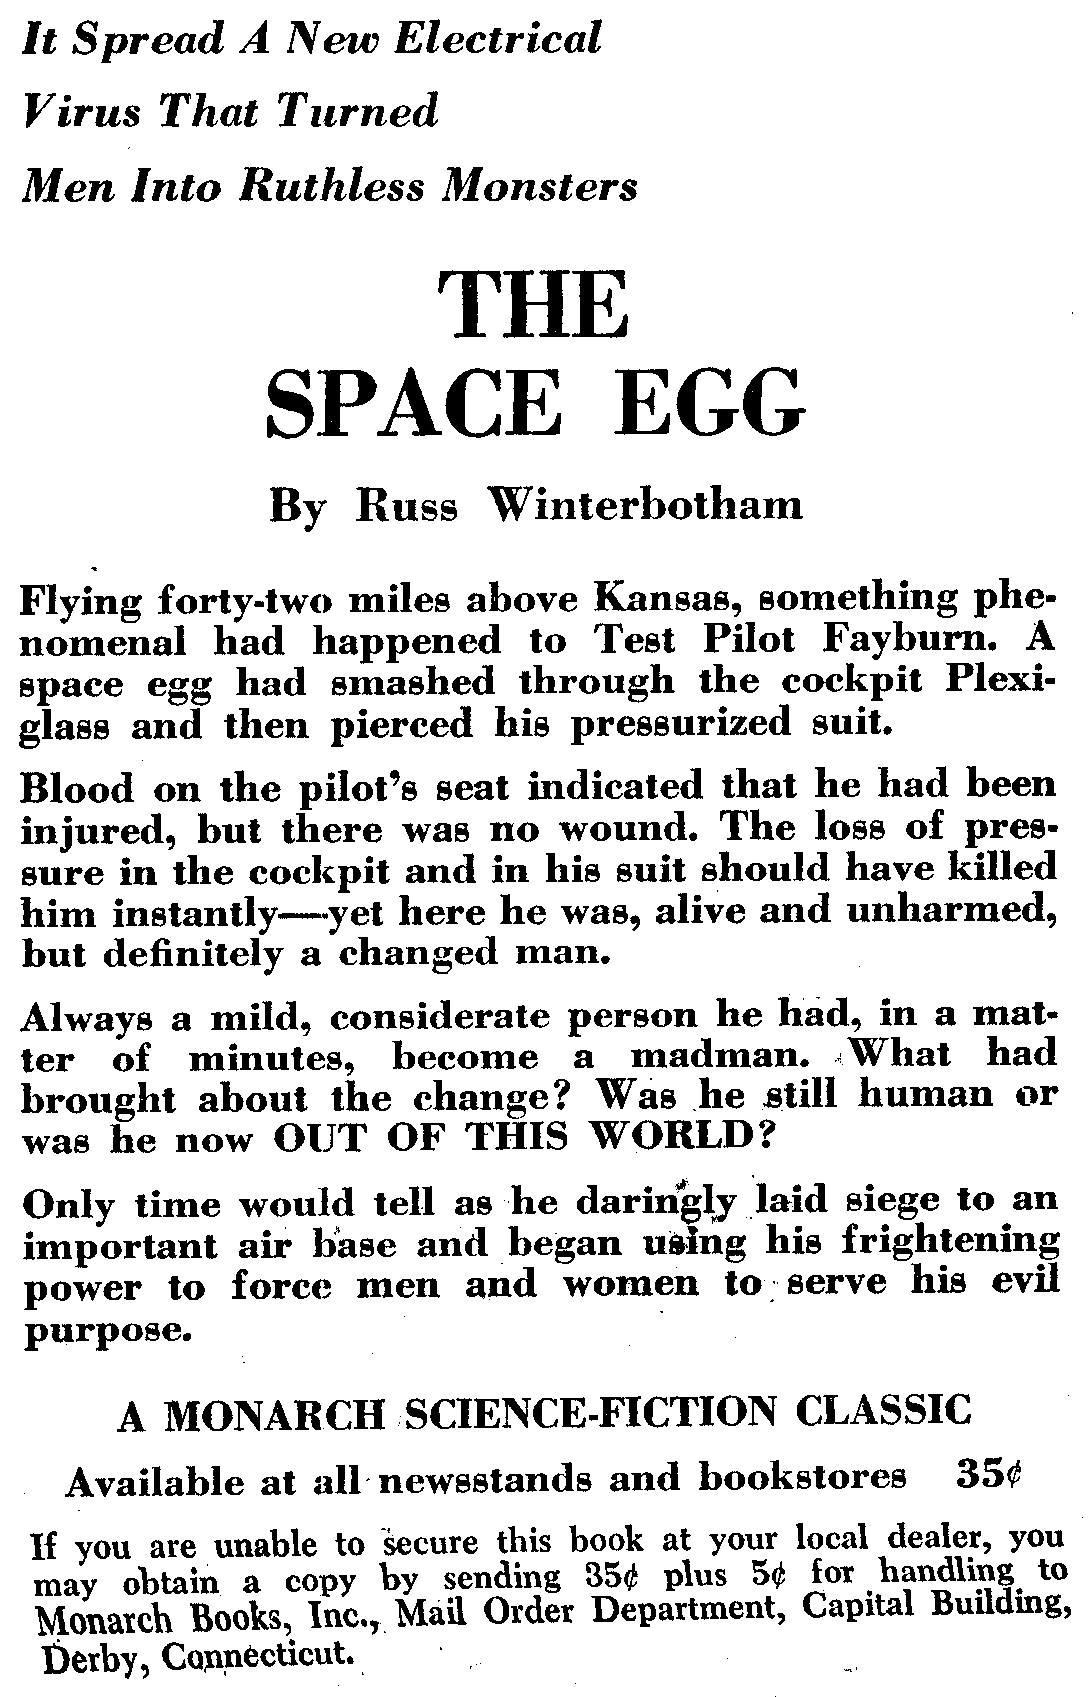 It Spread A New Electrical
Virus That Turned
Men Into Ruthless Monsters
THE
SPACE EGG
By Russ Winterbotham
Flying forty-two miles above Kansas, something phe-
nomenal had happened to Test Pilot Fayburn. A
space egg had smashed through the cockpit Plexi-
glass and then pierced his pressurized suit.
Blood on the pilot's seat indicated that he had been
injured, but there was no wound. The loss of pres-
sure in the cockpit and in his suit should have killed
him instantly—yet here he was, alive and unharmed,
but definitely a changed man.
Always a mild, considerate person he had, in a mat-
ter of minutes, become a madman. What had
brought about the change? Was he still human or
was he now OUT OF THIS WORLD?
Only time would tell as he daringly laid siege to an
important air base and began using his frightening
power to force men and women to serve his evil
purpose.
A MONARCH SCIENCE-FICTION CLASSIC
Available at all newsstands and bookstores 35¢
If you are unable to secure this book at your local dealer, you
may obtain a copy by sending 35¢ plus 5¢ for handling to
Monarch Books, Inc., Mail Order Department, Capital Building,
Derby, Connecticut.